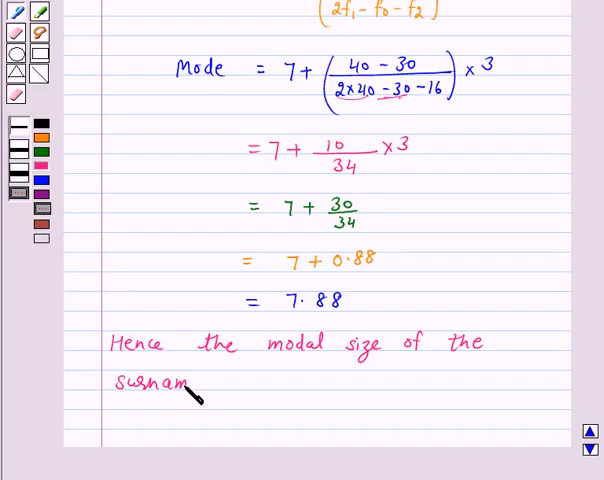 (2f₁ - f₀ - f₂)
Mode = 7 + (40 - 30 / 2×40 - 30 - 16) × 3
= 7 + 10/34 × 3
= 7 + 30/34
= 7 + 0.88
= 7.88
Hence the modal size of the
surnam